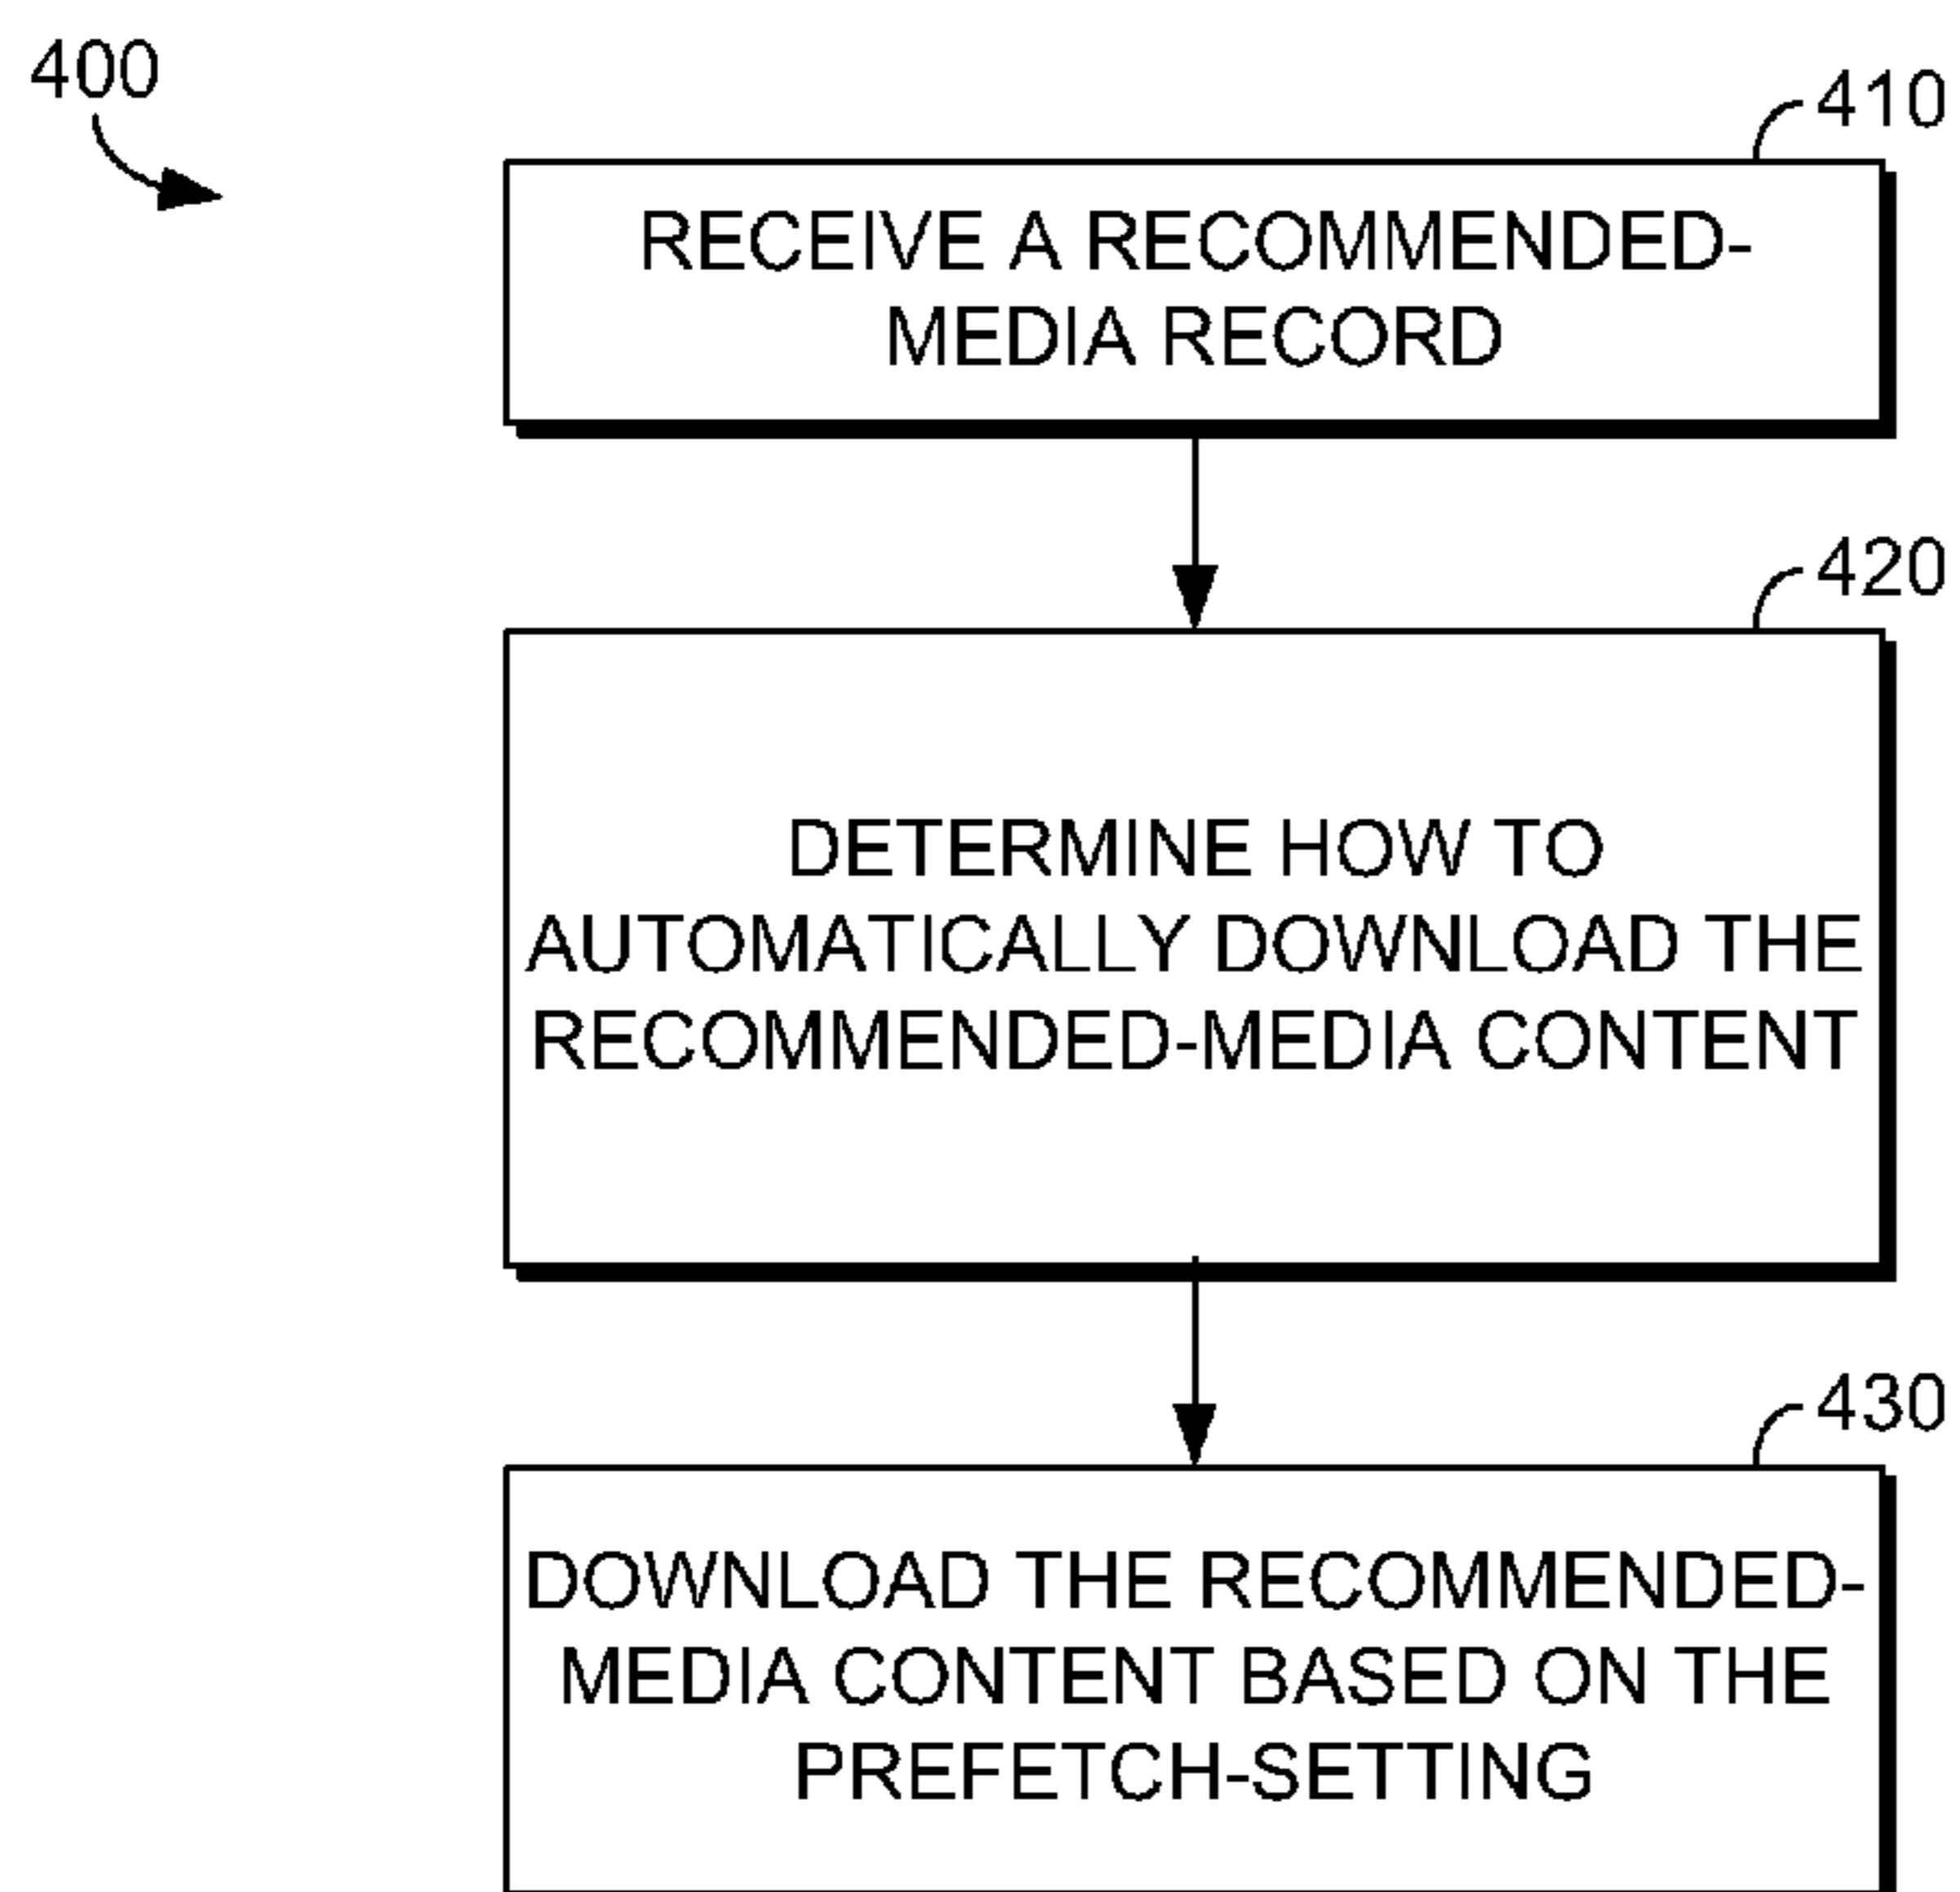 400
410
RECEIVE A RECOMMENDED-
MEDIA RECORD
420
DETERMINE HOW TO
AUTOMATICALLY DOWNLOAD THE
RECOMMENDED-MEDIA CONTENT
430
DOWNLOAD THE RECOMMENDED-
MEDIA CONTENT BASED ON THE
PREFETCH-SETTING